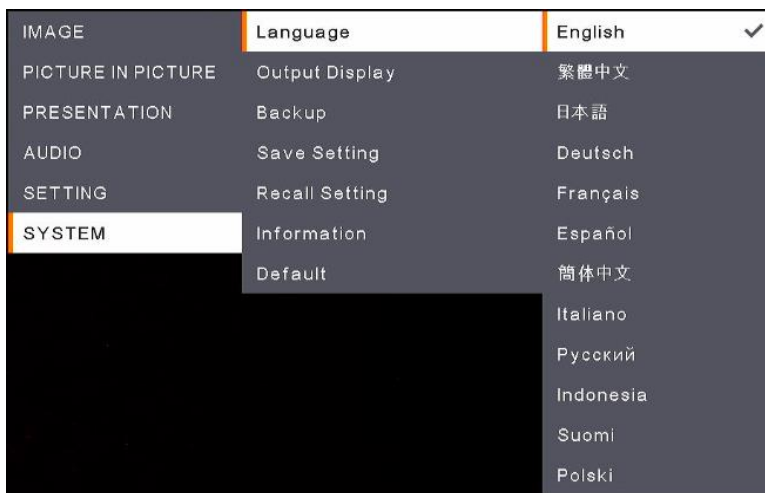 IMAGE
PICTURE IN PICTURE
PRESENTATION
AUDIO
SETTING
SYSTEM
Language
Output Display
Backup
Save Setting
Recall Setting
Information
Default
English
繁體中文
日本語
Deutsch
Français
Español
簡体中文
Italiano
Русский
Indonesia
Suomi
Polski